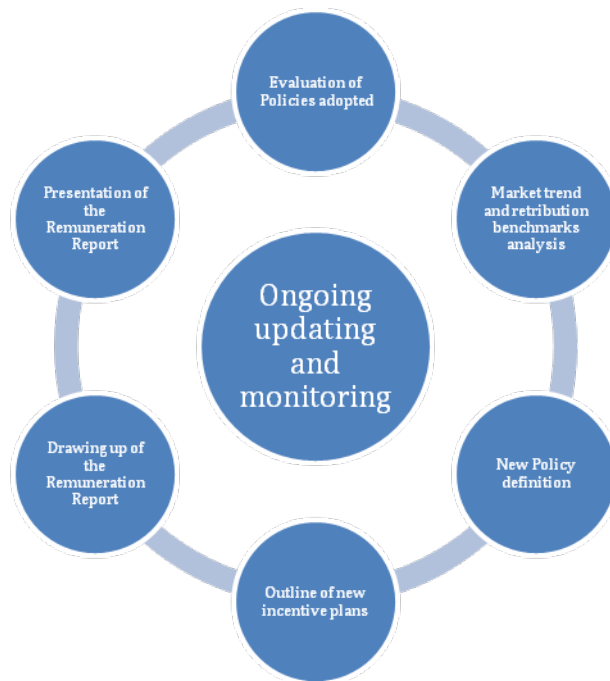 Evaluation of
Policies adopted
Market trend
and retribution
benchmarks
analysis
New Policy
definition
Outline of new
incentive plans
Drawing up of
the
Remuneration
Report
Presentation of
the
Remuneration
Report
Ongoing
updating
and
monitoring